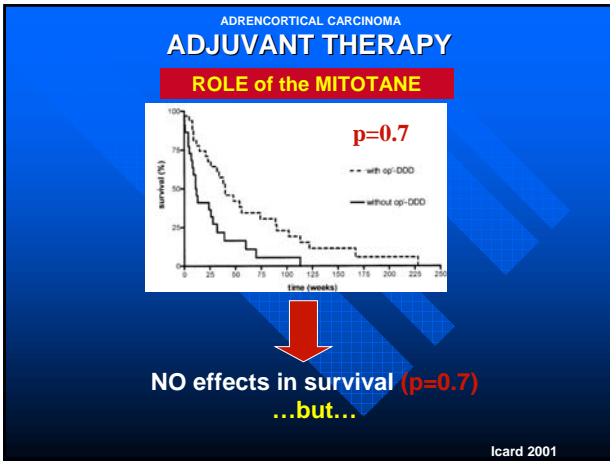 ADRENCORTICAL CARCINOMA
ADJUVANT THERAPY
ROLE of the MITOTANE
p=0.7
with op'-DDD
without op'-DDD
survival (%)
100
75
50
25
0
0 25 50 75 100 125 150 175 200 225 250
time (weeks)
NO effects in survival (p=0.7)
...but...
Icard 2001